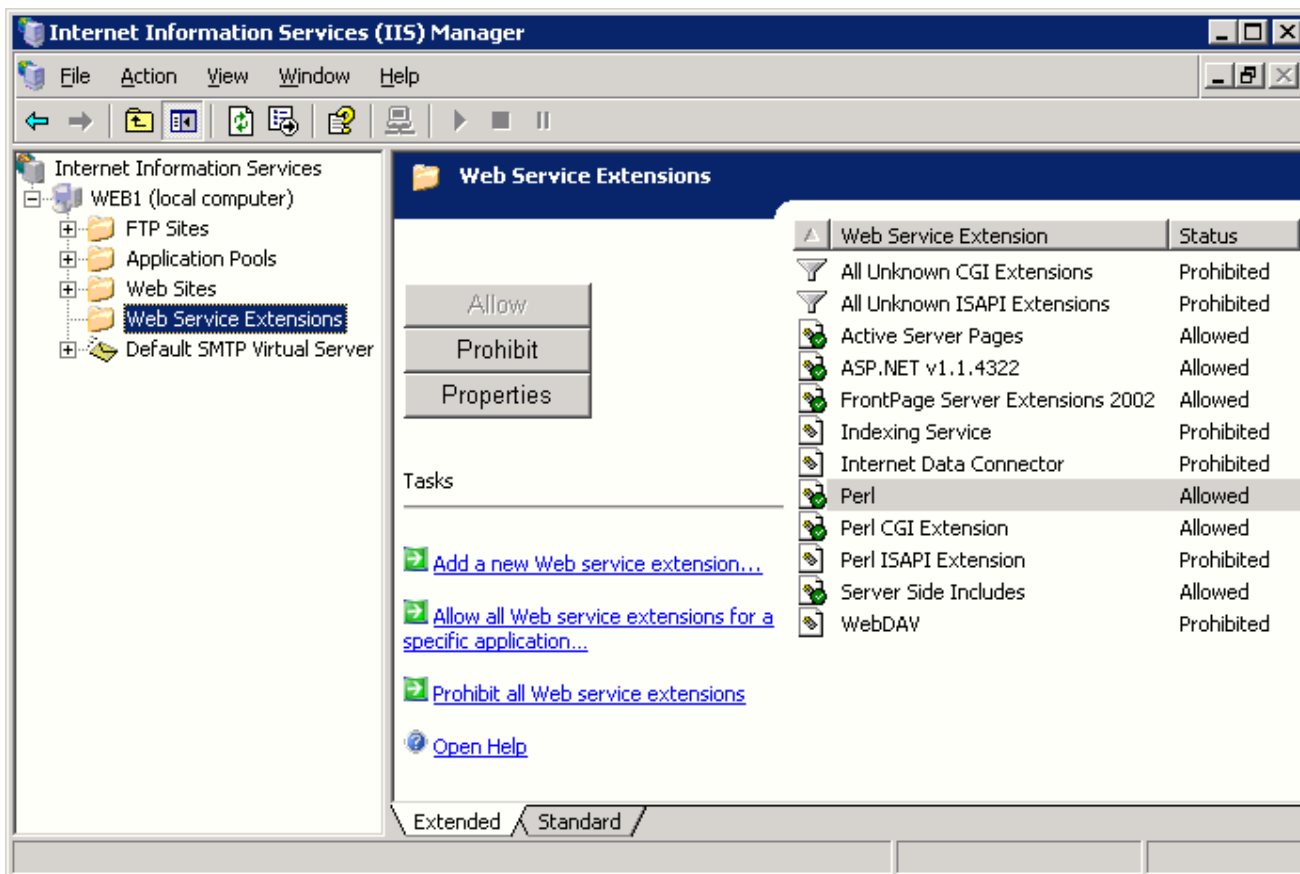 Internet Information Services (IIS) Manager
File Action View Window Help
Internet Information Services
WEB1 (local computer)
FTP Sites
Application Pools
Web Sites
Web Service Extensions
Default SMTP Virtual Server
Web Service Extensions
Allow
Prohibit
Properties
Tasks
Add a new Web service extension...
Allow all Web service extensions for a
specific application...
Prohibit all Web service extensions
Open Help
Web Service Extension Status
All Unknown CGI Extensions Prohibited
All Unknown ISAPI Extensions Prohibited
Active Server Pages Allowed
ASP.NET v1.1.4322 Allowed
FrontPage Server Extensions 2002 Allowed
Indexing Service Prohibited
Internet Data Connector Prohibited
Perl Allowed
Perl CGI Extension Allowed
Perl ISAPI Extension Prohibited
Server Side Includes Allowed
WebDAV Prohibited
Extended Standard